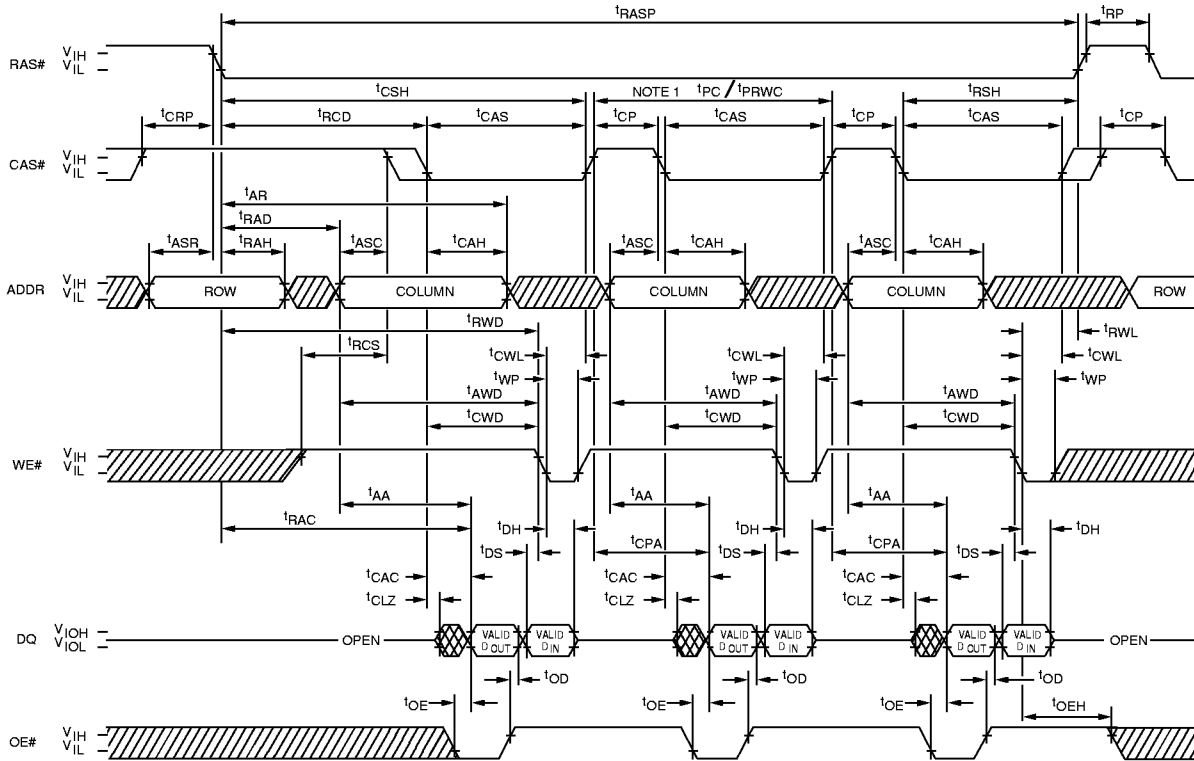 tRASP tRP
RAS# VIH
VIL
tCSH NOTE 1 tPC / tPRWC tRSH
tCRP tRCD tCAS tCP tCAS tCP tCAS tCP
CAS# VIH
VIL
tAR
tRAD
tASR tRAH tASC tCAH tASC tCAH tASC tCAH
ADDR VIH
VIL
ROW COLUMN COLUMN COLUMN ROW
tRWD tRWL
tRCS tCWL tCWL tCWL
tWP tWP tWP
tAWD tAWD tAWD
tCWD tCWD tCWD
WE# VIH
VIL
tAA tAA tAA
tRAC tDH tDH tDH
tDS tCPA tDS tCPA tDS
tCAC tCAC tCAC
tCLZ tCLZ tCLZ
DQ VIOH
VIOL
OPEN VALID DOUT VALID DIN VALID DOUT VALID DIN VALID DOUT VALID DIN OPEN
tOD tOD tOD
tOE tOE tOE tOEH
OE# VIH
VIL